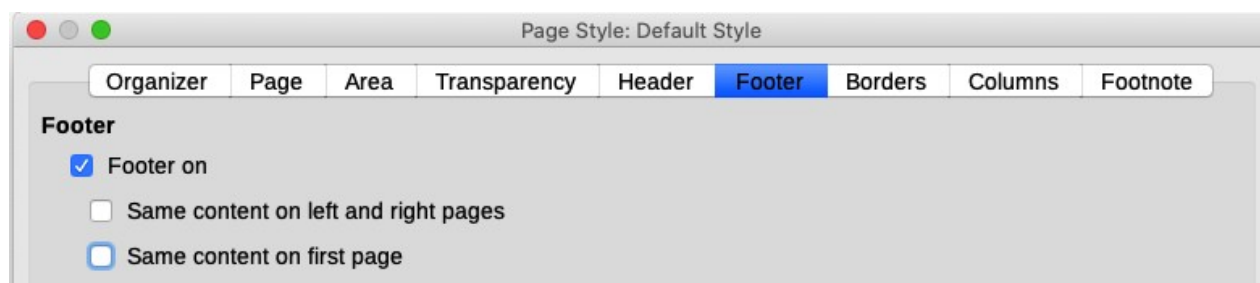 Page Style: Default Style
Organizer Page Area Transparency Header Footer Borders Columns Footnote
Footer
Footer on
Same content on left and right pages
Same content on first page